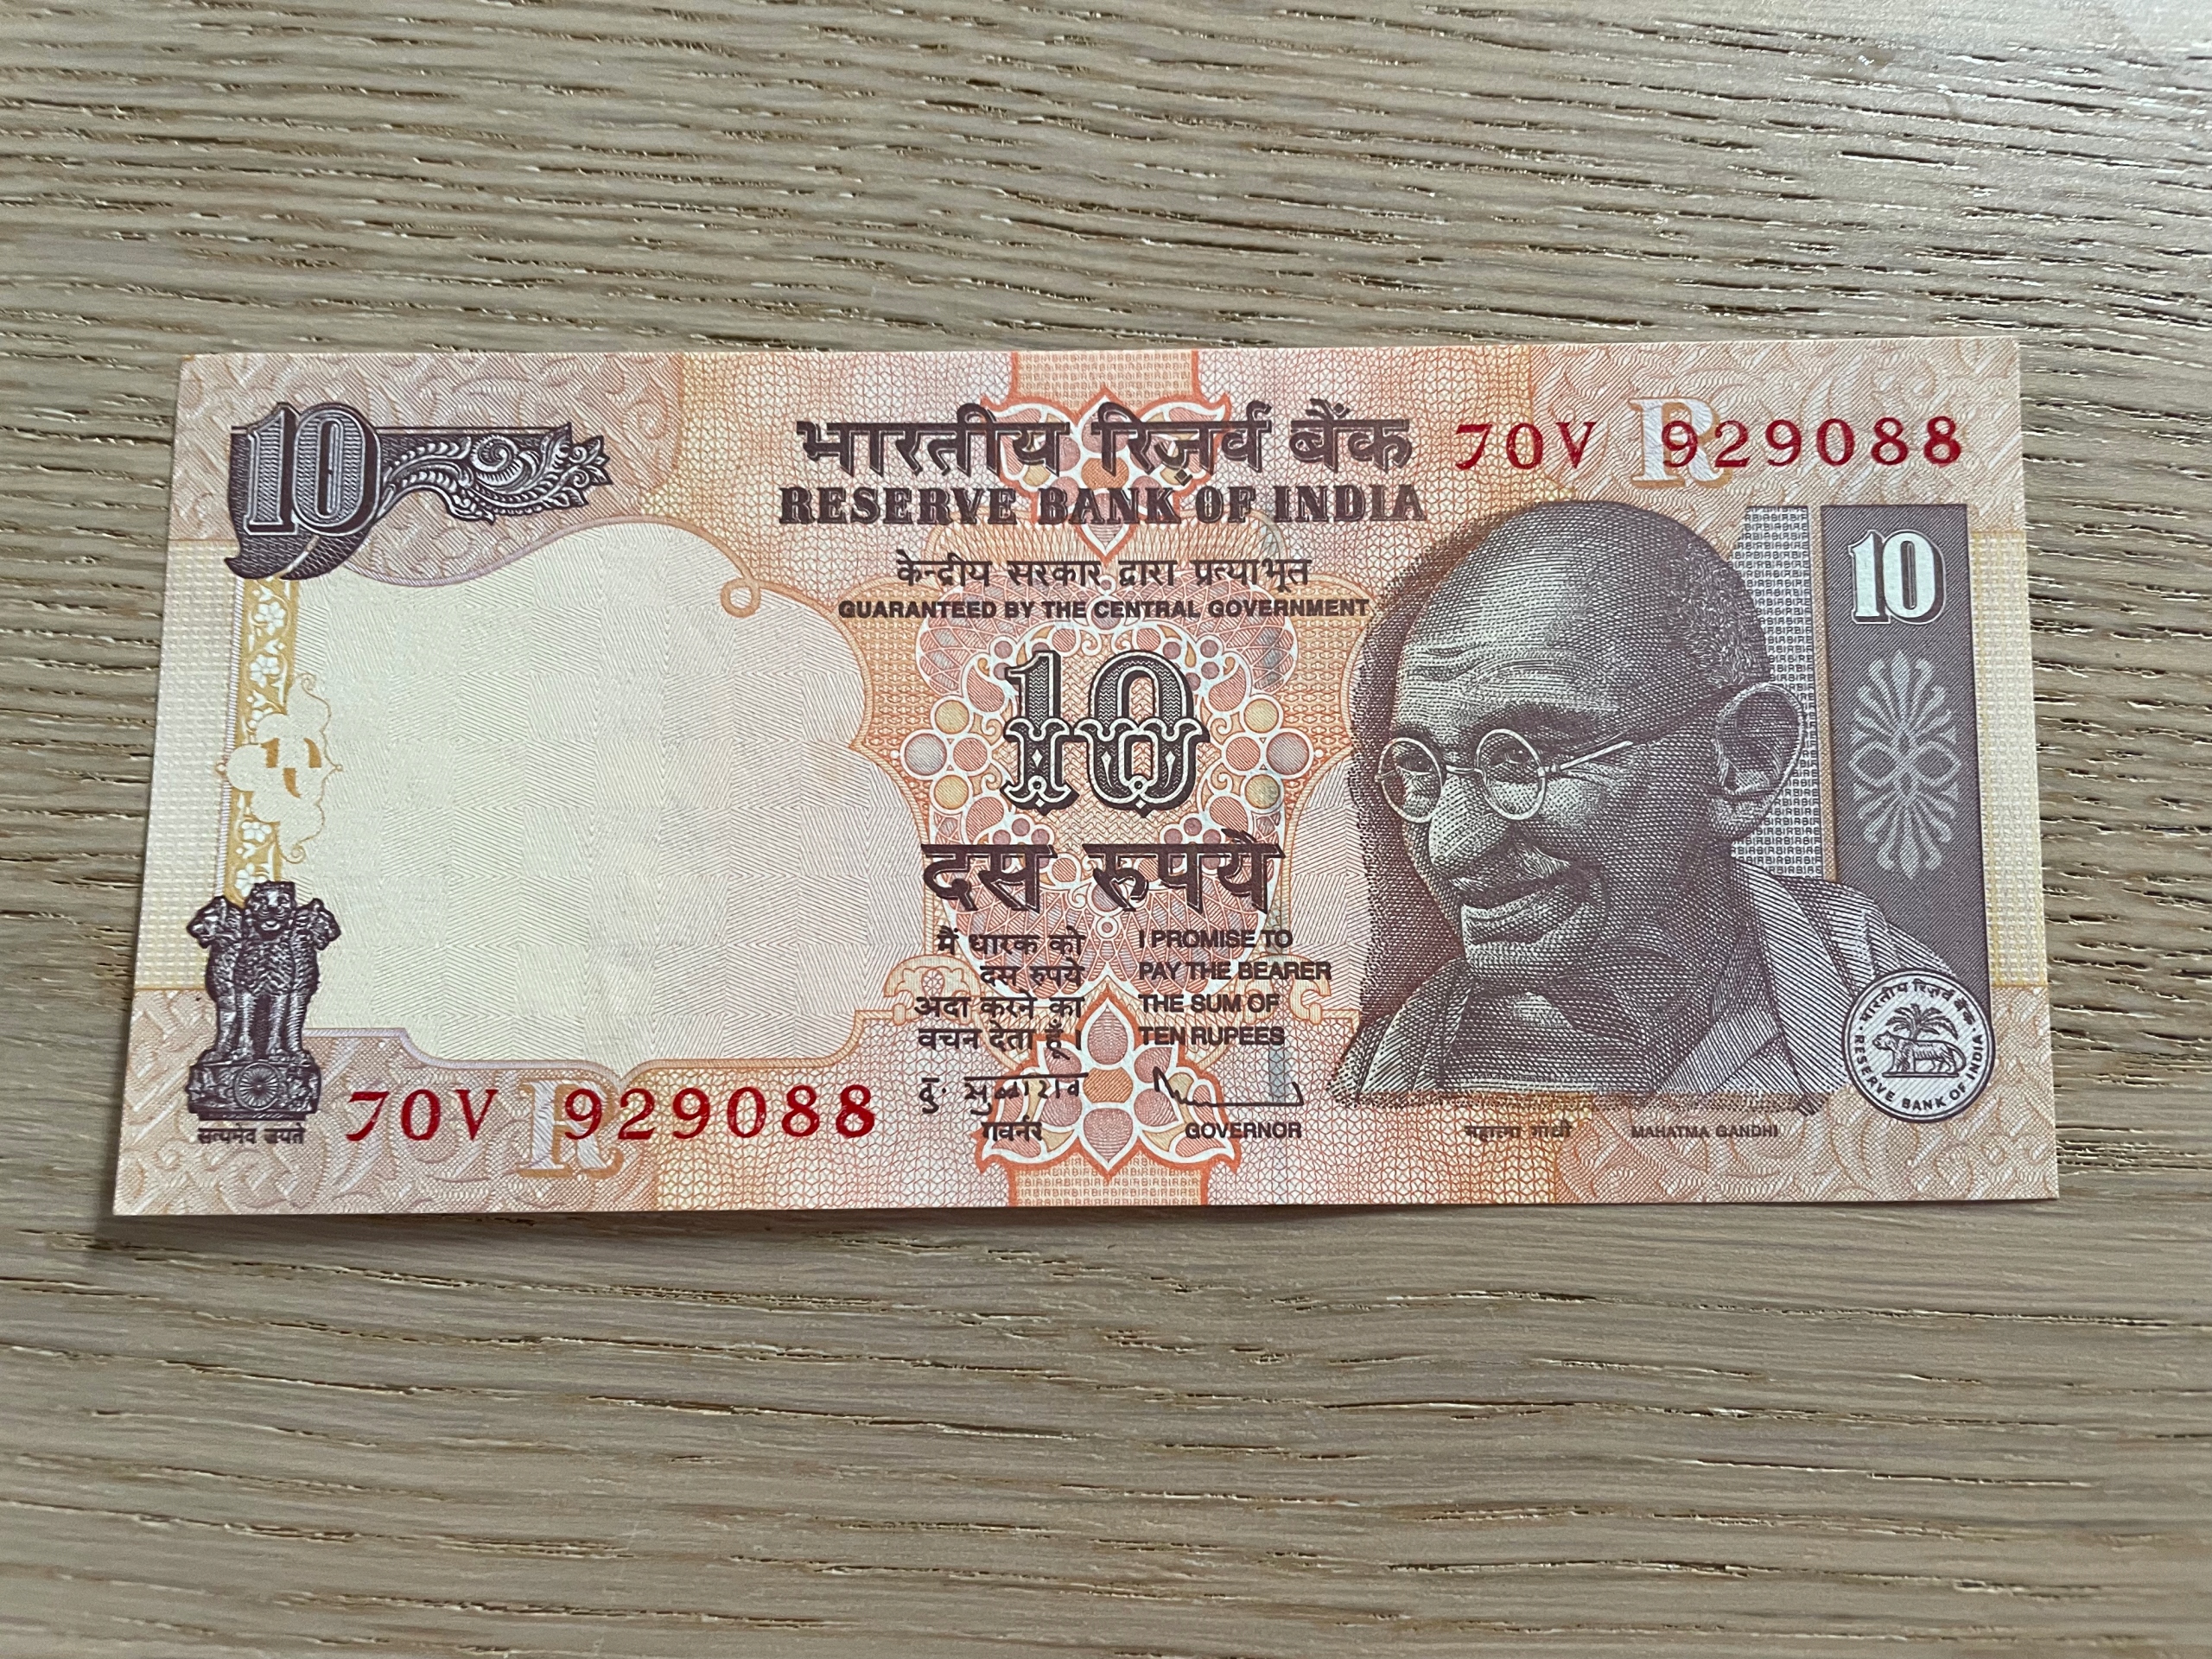 10
भारतीय रिज़र्व बैंक
70V 929088
R
RESERVE BANK OF INDIA
केन्द्रीय सरकार द्वारा प्रत्याभूत
GUARANTEED BY THE CENTRAL GOVERNMENT
10
10
दस रुपये
मैं धारक को
दस रुपये
अदा करने का
वचन देता हूँ।
I PROMISE TO
PAY THE BEARER
THE SUM OF
TEN RUPEES
गवर्नर
GOVERNOR
सत्यमेव जयते
70V 929088
R
महात्मा गांधी
MAHATMA GANDHI
भारतीय रिज़र्व बैंक
RESERVE BANK OF INDIA